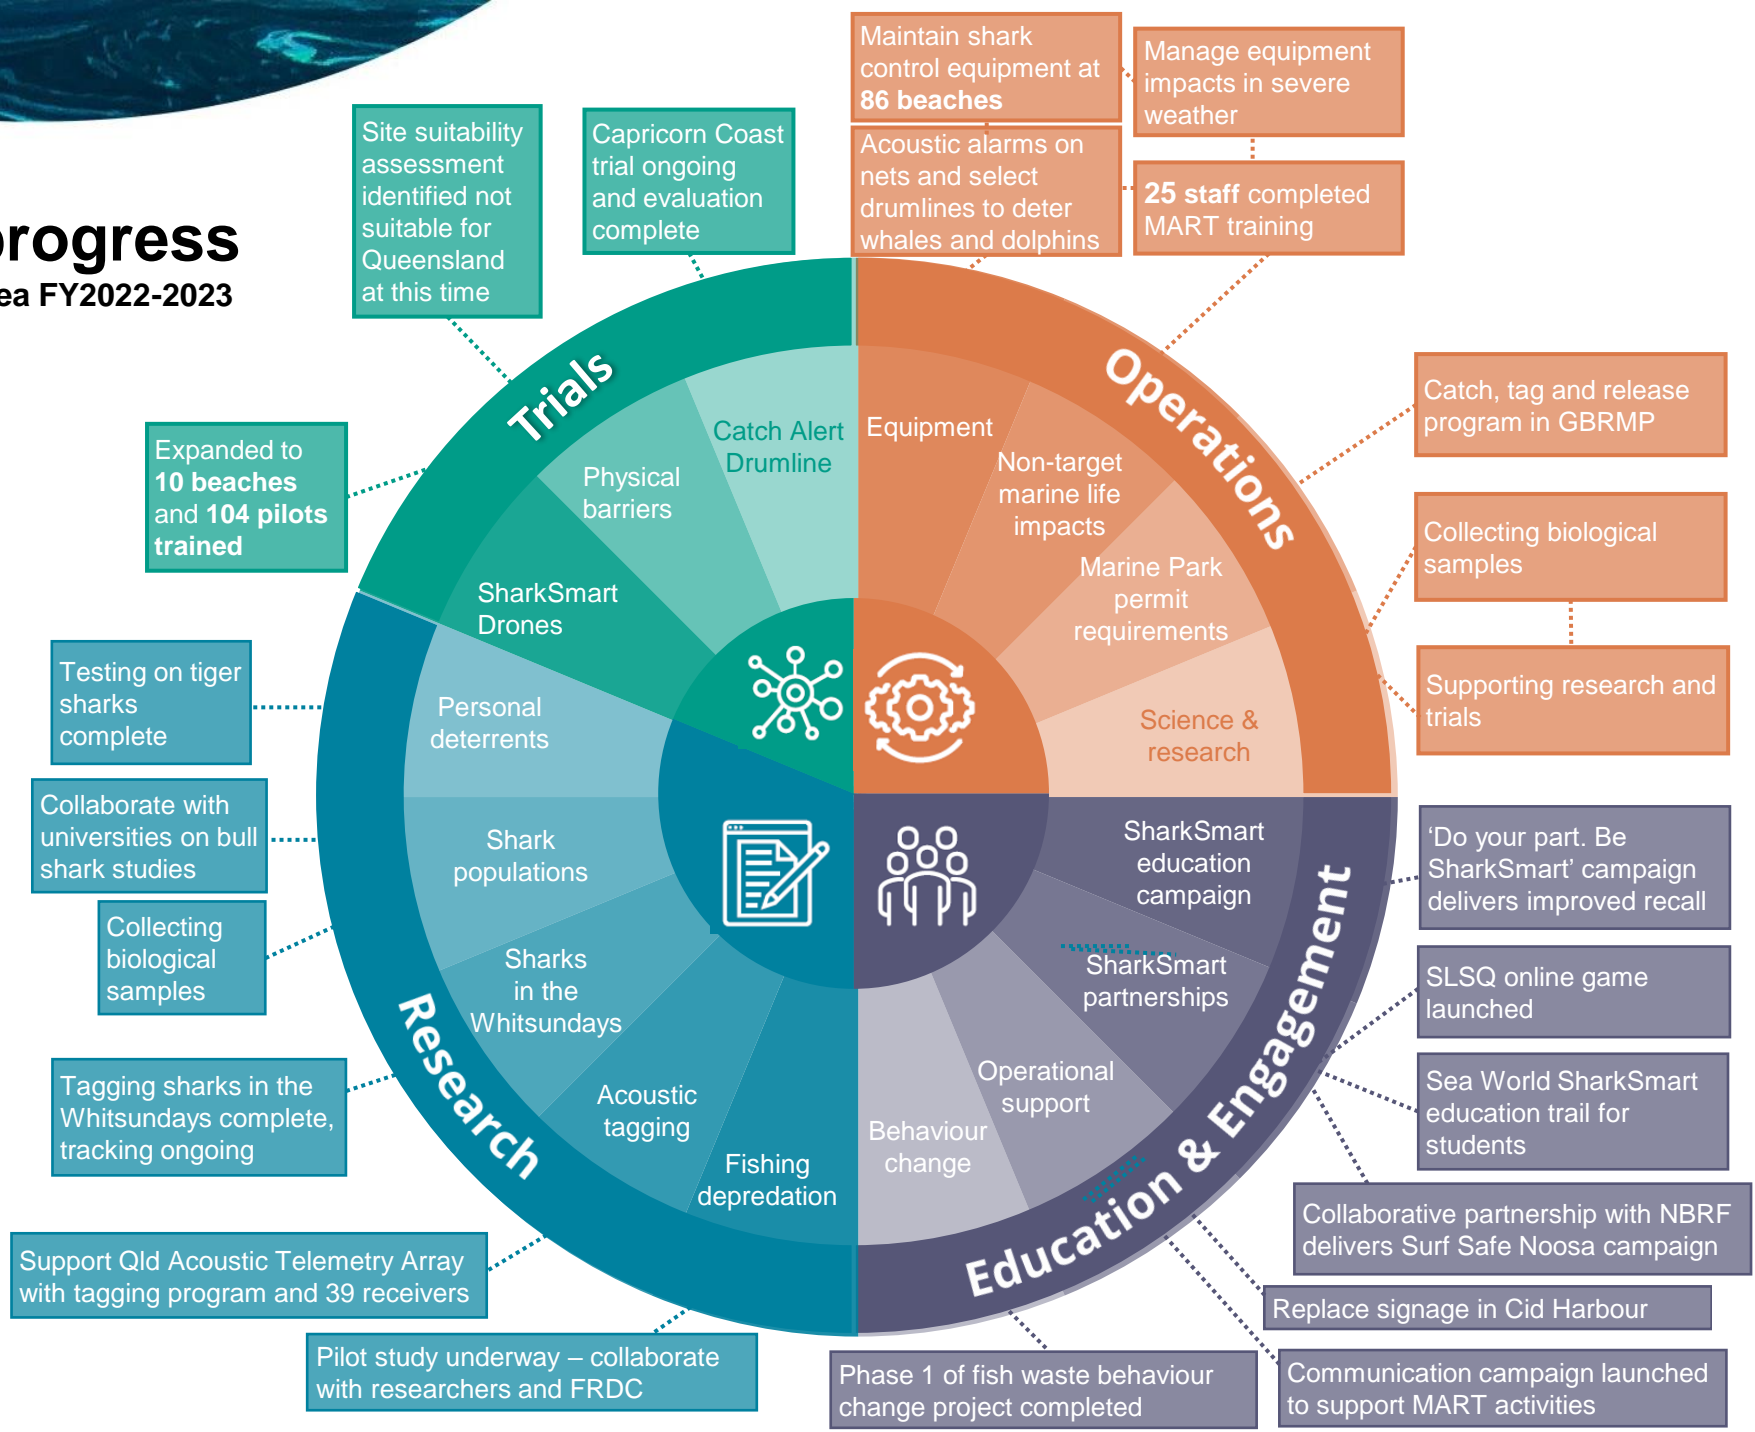 progress
ea FY2022-2023
Site suitability
assessment
identified not
suitable for
Queensland
at this time
Capricorn Coast
trial ongoing
and evaluation
complete
Maintain shark
control equipment at
86 beaches
Manage equipment
impacts in severe
weather
Acoustic alarms on
nets and select
drumlines to deter
whales and dolphins
25 staff completed
MART training
Catch, tag and release
program in GBRMP
Collecting biological
samples
Supporting research and
trials
Expanded to
10 beaches
and 104 pilots
trained
Testing on tiger
sharks
complete
Collaborate with
universities on bull
shark studies
Collecting
biological
samples
Tagging sharks in the
Whitsundays complete,
tracking ongoing
Support Qld Acoustic Telemetry Array
with tagging program and 39 receivers
Pilot study underway – collaborate
with researchers and FRDC
Trials
Catch Alert
Drumline
Physical
barriers
SharkSmart
Drones
Operations
Equipment
Non-target
marine life
impacts
Marine Park
permit
requirements
Science &
research
Research
Personal
deterrents
Shark
populations
Sharks
in the
Whitsundays
Acoustic
tagging
Fishing
depredation
Education & Engagement
SharkSmart
education
campaign
SharkSmart
partnerships
Operational
support
Behaviour
change
‘Do your part. Be
SharkSmart’ campaign
delivers improved recall
SLSQ online game
launched
Sea World SharkSmart
education trail for
students
Collaborative partnership with NBRF
delivers Surf Safe Noosa campaign
Replace signage in Cid Harbour
Communication campaign launched
to support MART activities
Phase 1 of fish waste behaviour
change project completed